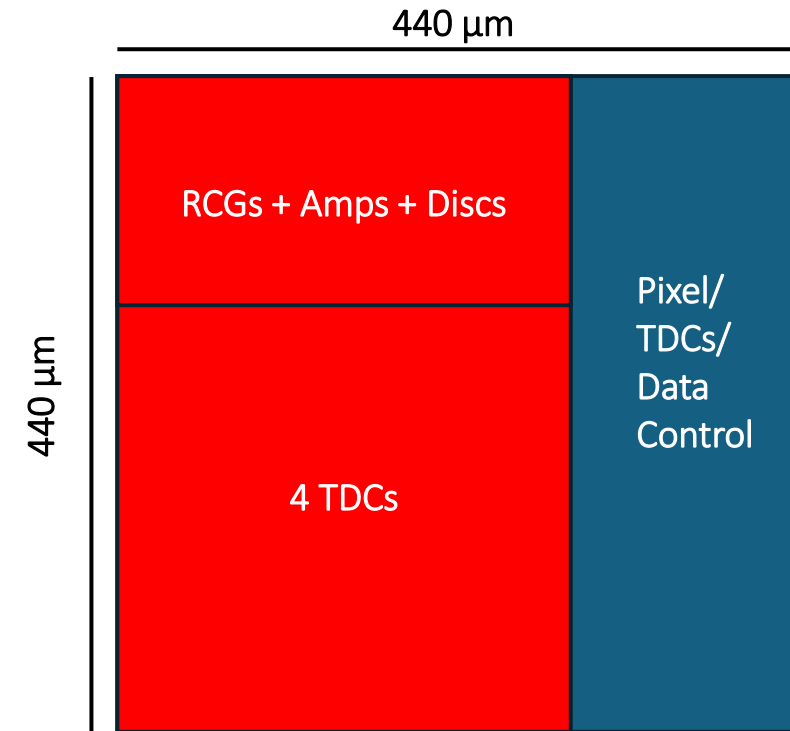 440 µm
440 µm
RCGs + Amps + Discs
4 TDCs
Pixel/
TDCs/
Data
Control